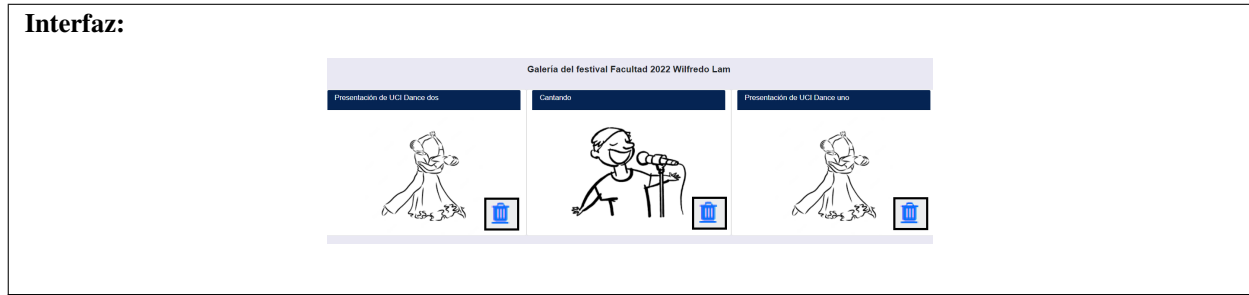 Interfaz:
Galería del festival Facultad 2022 Wilfredo Lam
Presentación de UCI Dance dos
Cantando
Presentación de UCI Dance uno